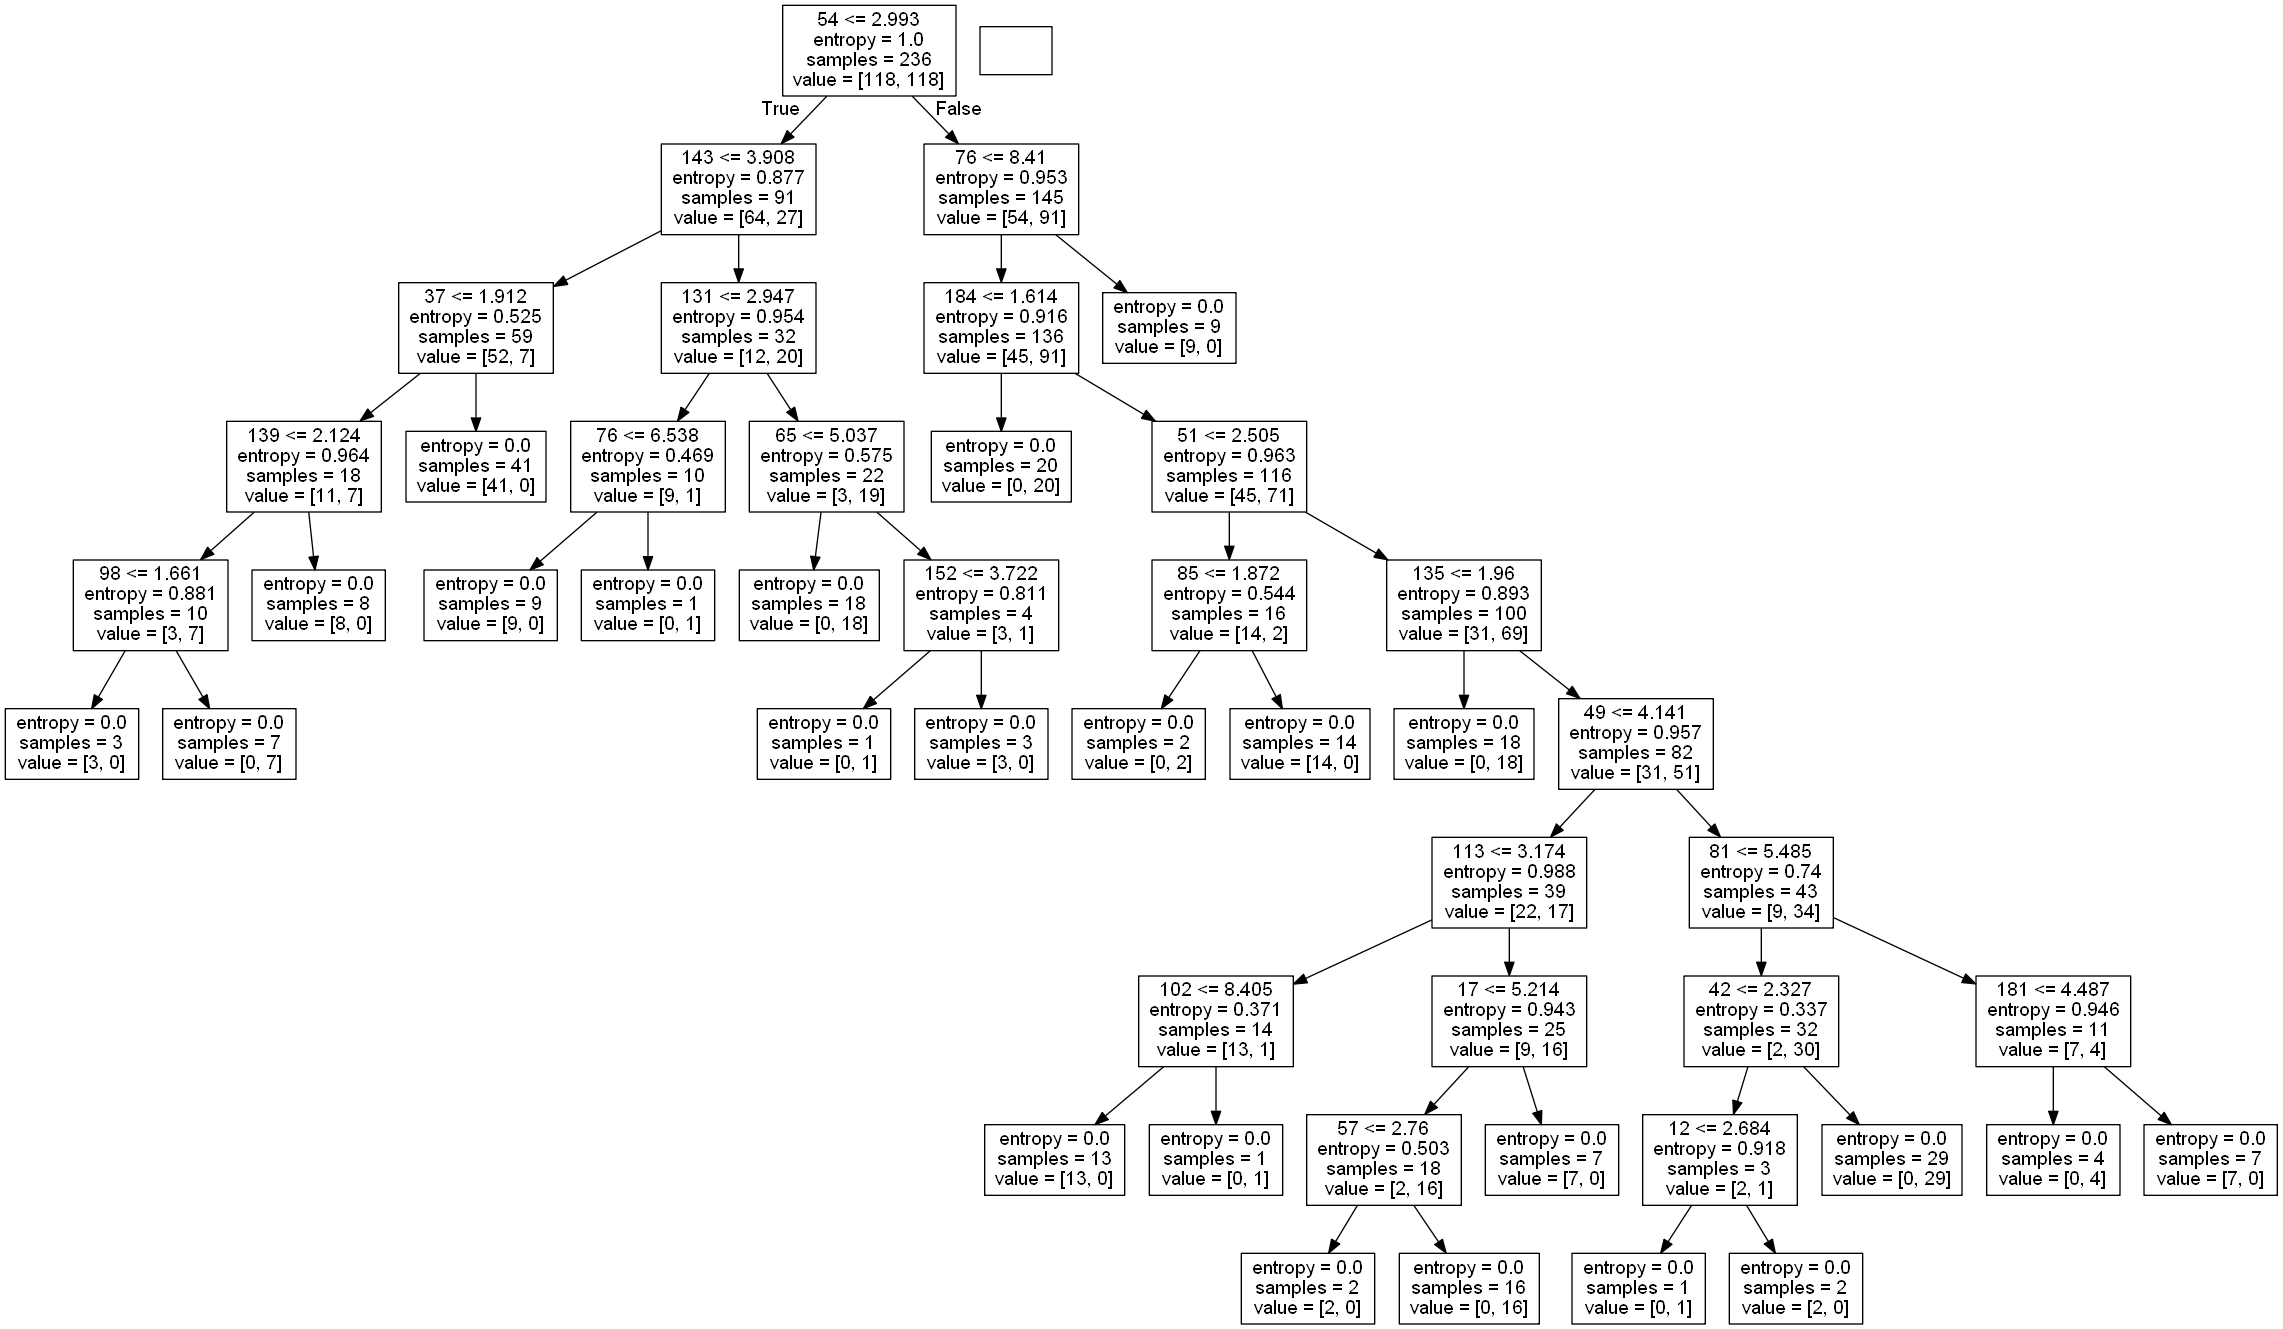 54 <= 2.993
entropy = 1.0
samples = 236
value = [118, 118]
True
False
143 <= 3.908
entropy = 0.877
samples = 91
value = [64, 27]
76 <= 8.41
entropy = 0.953
samples = 145
value = [54, 91]
37 <= 1.912
entropy = 0.525
samples = 59
value = [52, 7]
131 <= 2.947
entropy = 0.954
samples = 32
value = [12, 20]
184 <= 1.614
entropy = 0.916
samples = 136
value = [45, 91]
entropy = 0.0
samples = 9
value = [9, 0]
139 <= 2.124
entropy = 0.964
samples = 18
value = [11, 7]
entropy = 0.0
samples = 41
value = [41, 0]
76 <= 6.538
entropy = 0.469
samples = 10
value = [9, 1]
65 <= 5.037
entropy = 0.575
samples = 22
value = [3, 19]
entropy = 0.0
samples = 20
value = [0, 20]
51 <= 2.505
entropy = 0.963
samples = 116
value = [45, 71]
98 <= 1.661
entropy = 0.881
samples = 10
value = [3, 7]
entropy = 0.0
samples = 8
value = [8, 0]
entropy = 0.0
samples = 9
value = [9, 0]
entropy = 0.0
samples = 1
value = [0, 1]
entropy = 0.0
samples = 18
value = [0, 18]
152 <= 3.722
entropy = 0.811
samples = 4
value = [3, 1]
85 <= 1.872
entropy = 0.544
samples = 16
value = [14, 2]
135 <= 1.96
entropy = 0.893
samples = 100
value = [31, 69]
entropy = 0.0
samples = 3
value = [3, 0]
entropy = 0.0
samples = 7
value = [0, 7]
entropy = 0.0
samples = 1
value = [0, 1]
entropy = 0.0
samples = 3
value = [3, 0]
entropy = 0.0
samples = 2
value = [0, 2]
entropy = 0.0
samples = 14
value = [14, 0]
entropy = 0.0
samples = 18
value = [0, 18]
49 <= 4.141
entropy = 0.957
samples = 82
value = [31, 51]
113 <= 3.174
entropy = 0.988
samples = 39
value = [22, 17]
81 <= 5.485
entropy = 0.74
samples = 43
value = [9, 34]
102 <= 8.405
entropy = 0.371
samples = 14
value = [13, 1]
17 <= 5.214
entropy = 0.943
samples = 25
value = [9, 16]
42 <= 2.327
entropy = 0.337
samples = 32
value = [2, 30]
181 <= 4.487
entropy = 0.946
samples = 11
value = [7, 4]
entropy = 0.0
samples = 13
value = [13, 0]
entropy = 0.0
samples = 1
value = [0, 1]
57 <= 2.76
entropy = 0.503
samples = 18
value = [2, 16]
entropy = 0.0
samples = 7
value = [7, 0]
12 <= 2.684
entropy = 0.918
samples = 3
value = [2, 1]
entropy = 0.0
samples = 29
value = [0, 29]
entropy = 0.0
samples = 4
value = [0, 4]
entropy = 0.0
samples = 7
value = [7, 0]
entropy = 0.0
samples = 2
value = [2, 0]
entropy = 0.0
samples = 16
value = [0, 16]
entropy = 0.0
samples = 1
value = [0, 1]
entropy = 0.0
samples = 2
value = [2, 0]